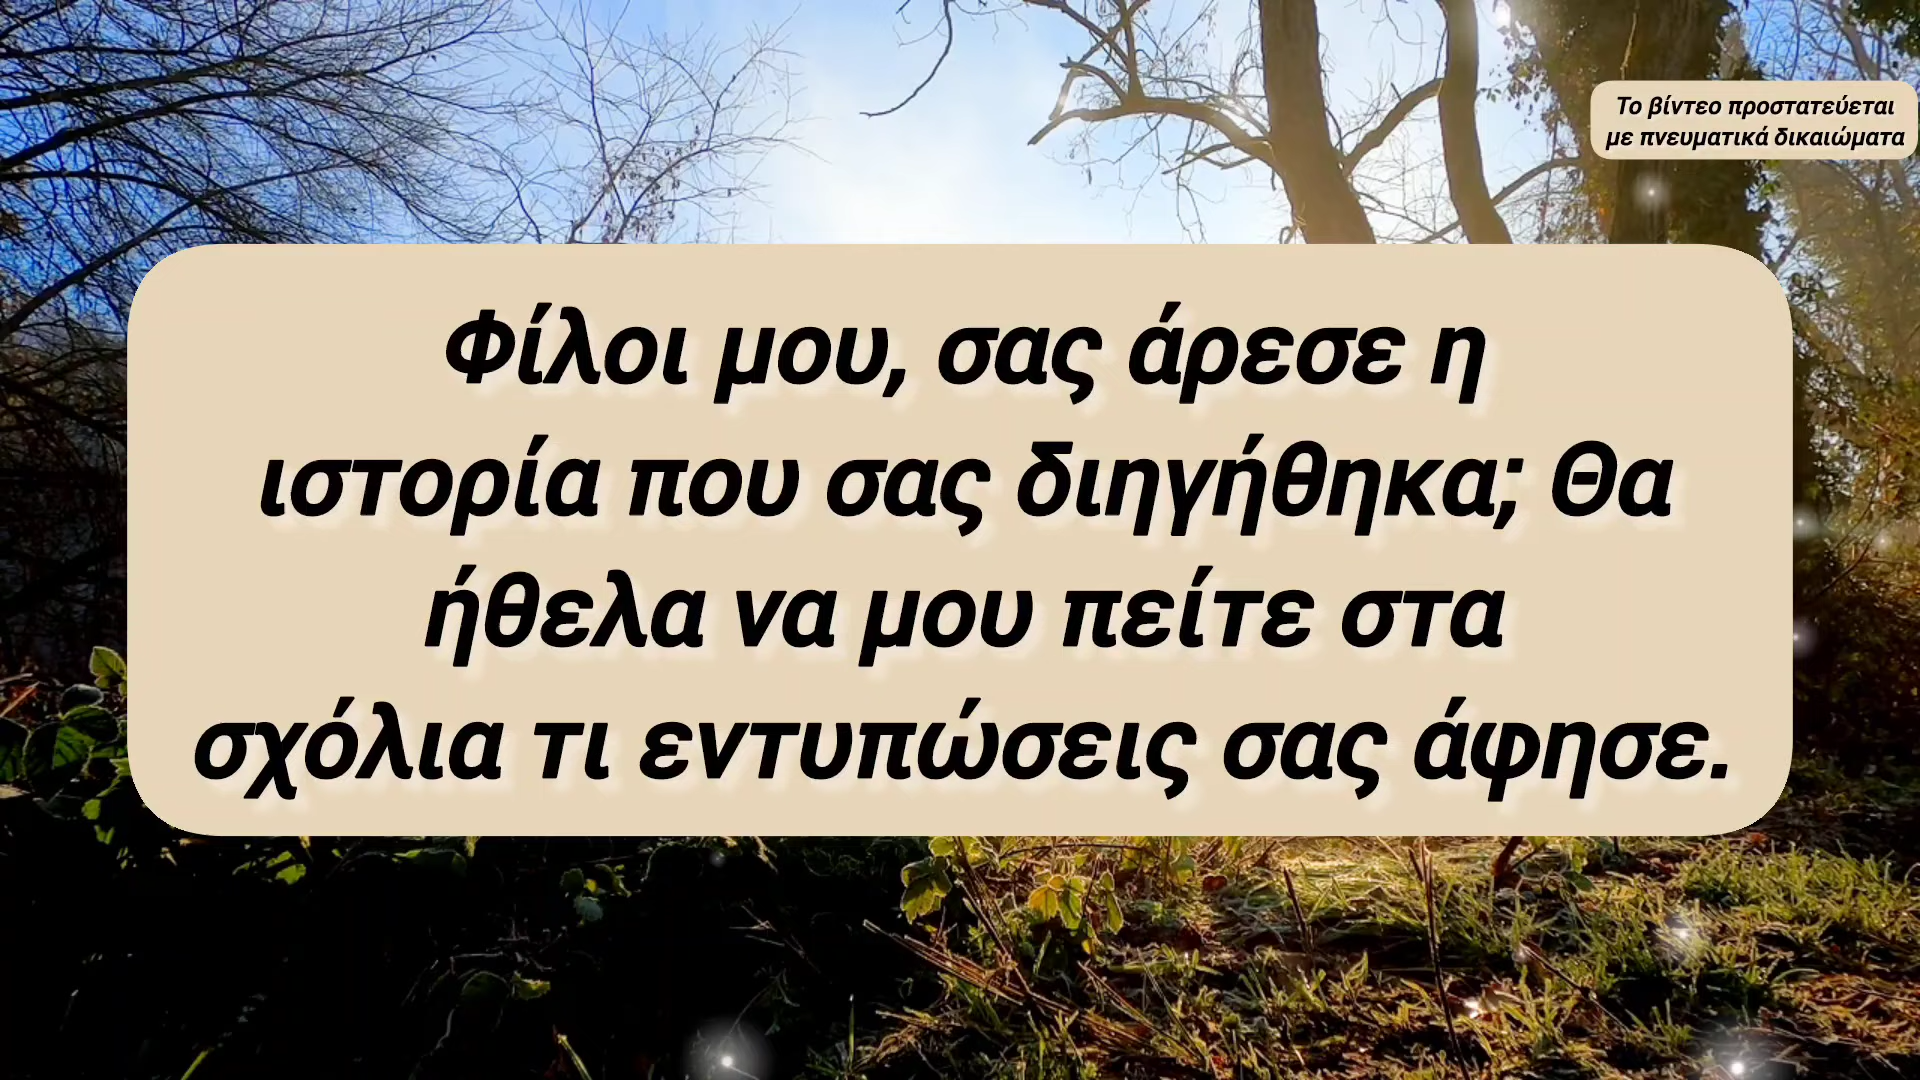 Το βίντεο προστατεύεται
με πνευματικά δικαιώματα
Φίλοι μου, σας άρεσε η
ιστορία που σας διηγήθηκα; Θα
ήθελα να μου πείτε στα
σχόλια τι εντυπώσεις σας άφησε.